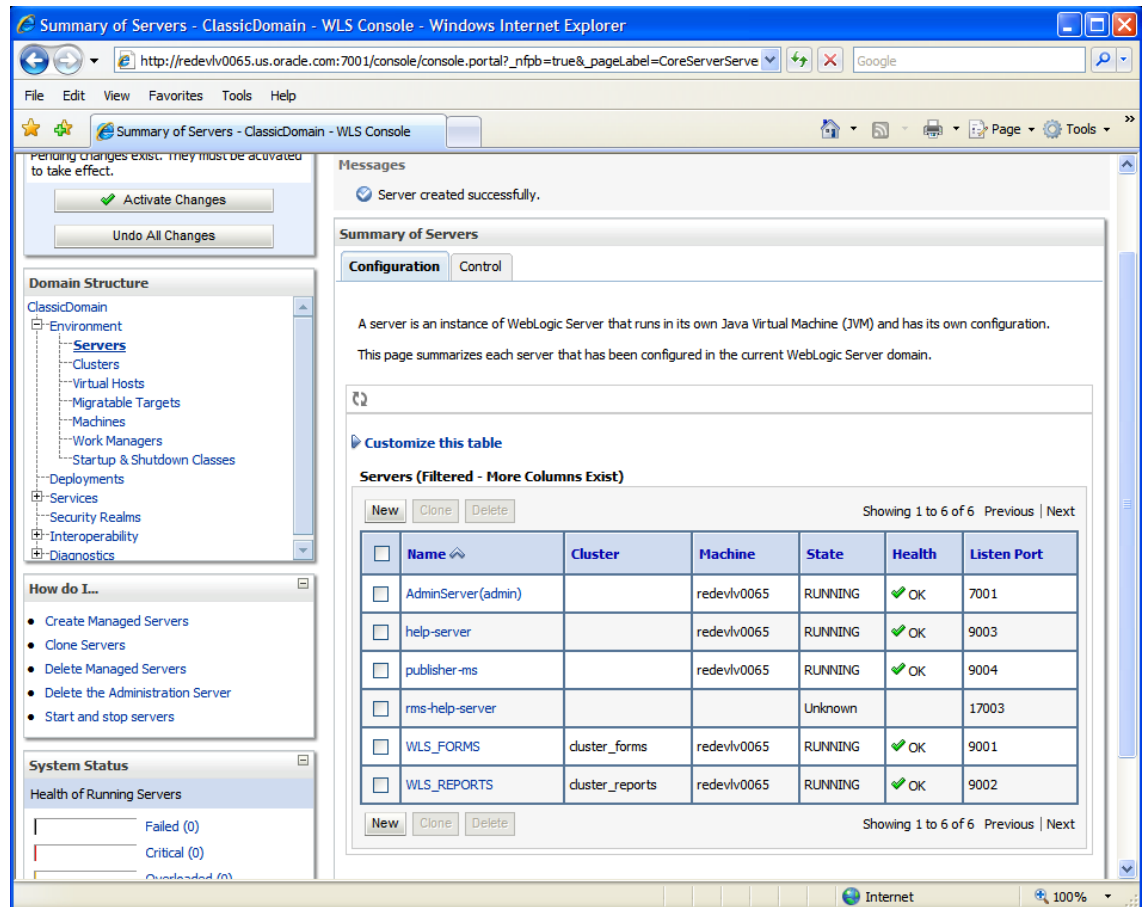 Summary of Servers - ClassicDomain - WLS Console - Windows Internet Explorer
http://redevlv0065.us.oracle.com:7001/console/console.portal?_nfpb=true&_pageLabel=CoreServerServe
Google
File Edit View Favorites Tools Help
Summary of Servers - ClassicDomain - WLS Console
Page Tools »
Pending changes exist. They must be activated
to take effect.
Activate Changes
Undo All Changes
Domain Structure
ClassicDomain
Environment
Servers
Clusters
Virtual Hosts
Migratable Targets
Machines
Work Managers
Startup & Shutdown Classes
Deployments
Services
Security Realms
Interoperability
Diagnostics
How do I...
Create Managed Servers
Clone Servers
Delete Managed Servers
Delete the Administration Server
Start and stop servers
System Status
Health of Running Servers
Failed (0)
Critical (0)
Overloaded (0)
Messages
Server created successfully.
Summary of Servers
Configuration Control
A server is an instance of WebLogic Server that runs in its own Java Virtual Machine (JVM) and has its own configuration.
This page summarizes each server that has been configured in the current WebLogic Server domain.
Customize this table
Servers (Filtered - More Columns Exist)
New Clone Delete Showing 1 to 6 of 6 Previous | Next
Name Cluster Machine State Health Listen Port
AdminServer(admin) redevlv0065 RUNNING OK 7001
help-server redevlv0065 RUNNING OK 9003
publisher-ms redevlv0065 RUNNING OK 9004
rms-help-server Unknown 17003
WLS_FORMS cluster_forms redevlv0065 RUNNING OK 9001
WLS_REPORTS cluster_reports redevlv0065 RUNNING OK 9002
New Clone Delete Showing 1 to 6 of 6 Previous | Next
Internet 100%